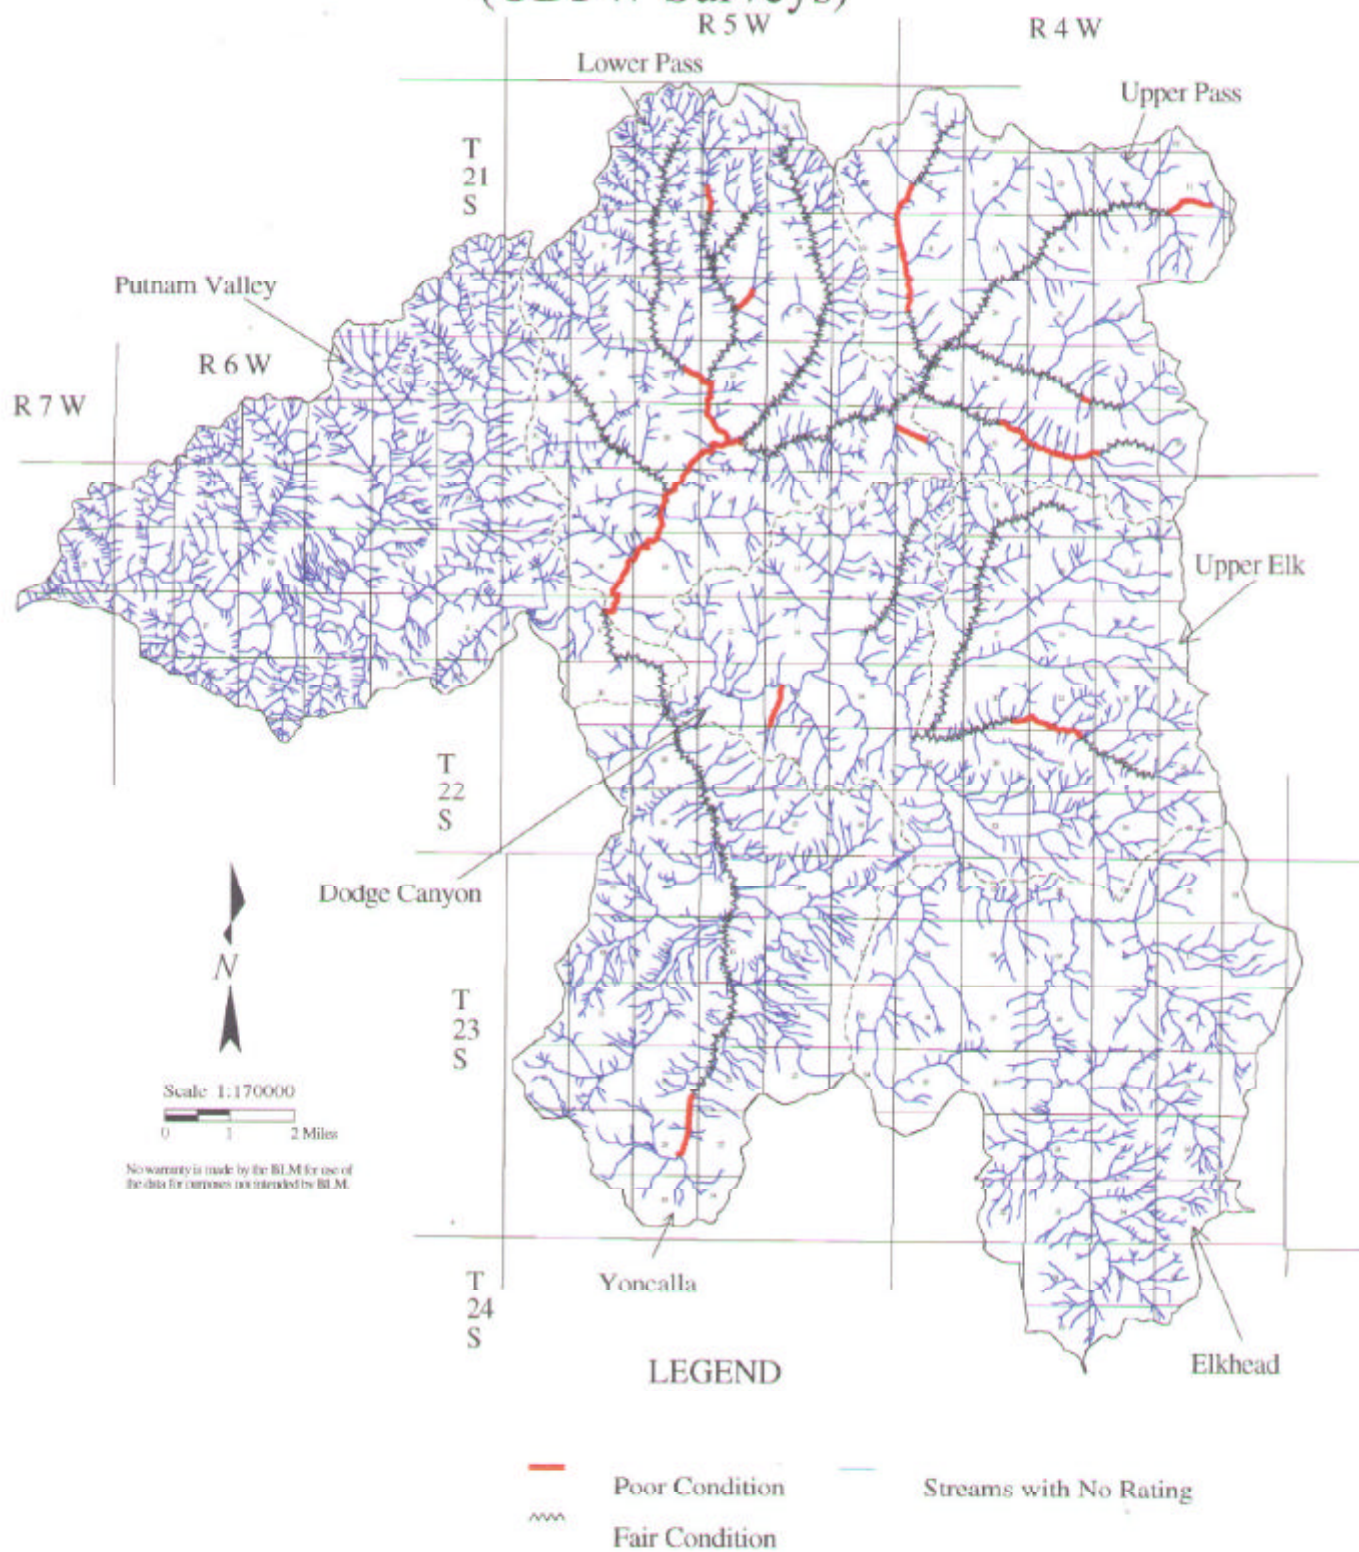 R 5 W
R 4 W
Lower Pass
Upper Pass
T
21
S
Putnam Valley
R 6 W
R 7 W
Upper Elk
T
22
S
Dodge Canyon
N
T
23
S
Scale 1:170000
0 1 2 Miles
No warranty is made by the BLM for use of
the data for purposes not intended by BLM.
Yoncalla
T
24
S
Elkhead
LEGEND
Poor Condition
Streams with No Rating
Fair Condition